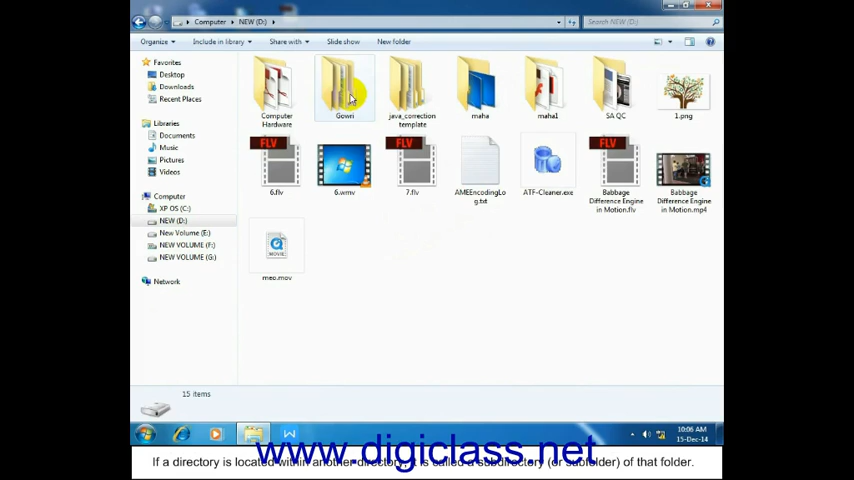 Computer ▸ NEW (D:) ▸
Search NEW (D:)
Organize ▾ Include in library ▾ Share with ▾ Slide show New folder
Favorites
Desktop
Downloads
Recent Places
Libraries
Documents
Music
Pictures
Videos
Computer
XP OS (C:)
NEW (D:)
New Volume (E:)
NEW VOLUME (F:)
NEW VOLUME (G:)
Network
Computer
Hardware
Gowri
java_correction
template
maha
maha1
SA QC
1.png
FLV
6.flv
6.wmv
FLV
7.flv
AMEEncodingLo
g.txt
ATF-Cleaner.exe
FLV
Babbage
Difference Engine
in Motion.flv
Babbage
Difference Engine
in Motion.mp4
MOVIE
meo.mov
15 items
10:06 AM
15-Dec-14
www.digiclass.net
If a directory is located within another directory, it is called a subdirectory (or subfolder) of that folder.